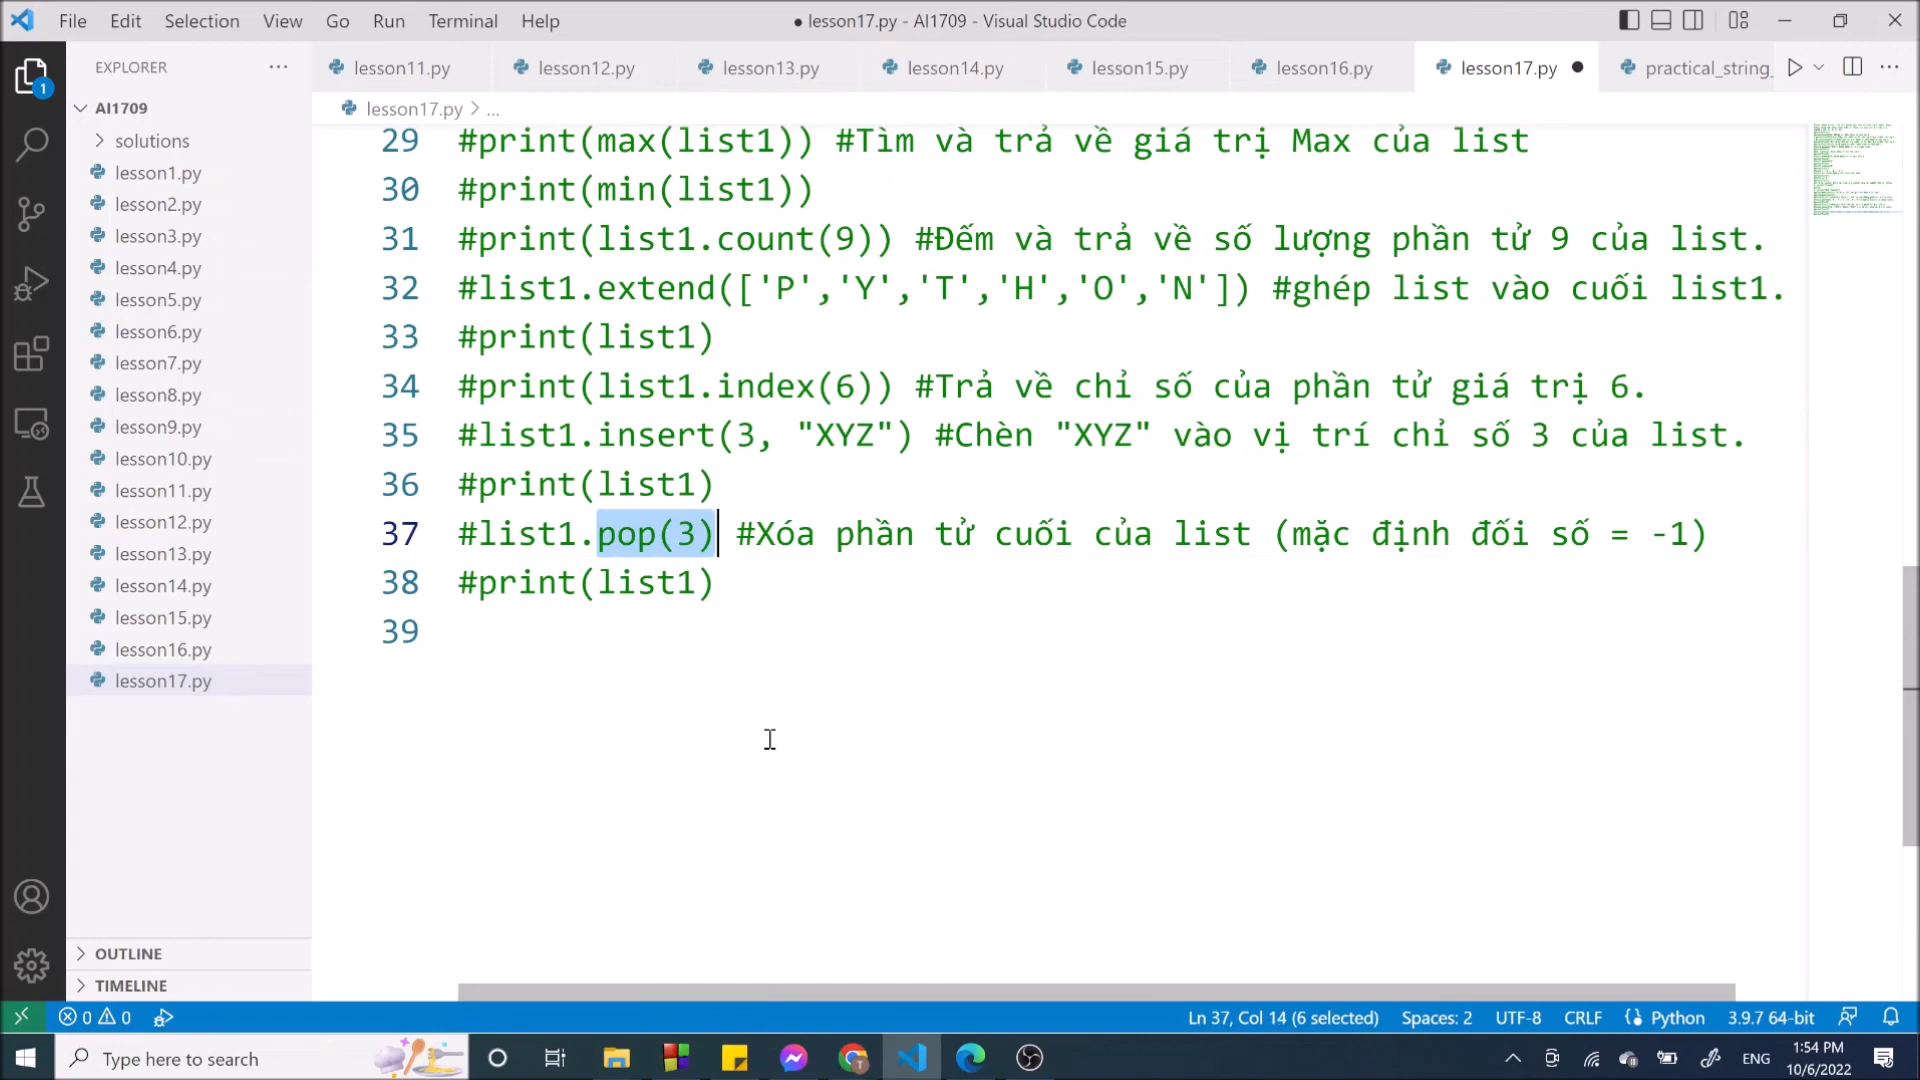 File Edit Selection View Go Run Terminal Help
● lesson17.py - AI1709 - Visual Studio Code
EXPLORER
AI1709
solutions
lesson1.py
lesson2.py
lesson3.py
lesson4.py
lesson5.py
lesson6.py
lesson7.py
lesson8.py
lesson9.py
lesson10.py
lesson11.py
lesson12.py
lesson13.py
lesson14.py
lesson15.py
lesson16.py
lesson17.py
OUTLINE
TIMELINE
lesson11.py lesson12.py lesson13.py lesson14.py lesson15.py lesson16.py lesson17.py practical_string_
lesson17.py > ...
29 #print(max(list1)) #Tìm và trả về giá trị Max của list
30 #print(min(list1))
31 #print(list1.count(9)) #Đếm và trả về số lượng phần tử 9 của list.
32 #list1.extend(['P','Y','T','H','O','N']) #ghép list vào cuối list1.
33 #print(list1)
34 #print(list1.index(6)) #Trả về chỉ số của phần tử giá trị 6.
35 #list1.insert(3, "XYZ") #Chèn "XYZ" vào vị trí chỉ số 3 của list.
36 #print(list1)
37 #list1.pop(3) #Xóa phần tử cuối của list (mặc định đối số = -1)
38 #print(list1)
39
0 0 Ln 37, Col 14 (6 selected) Spaces: 2 UTF-8 CRLF Python 3.9.7 64-bit
Type here to search
ENG
1:54 PM
10/6/2022
1